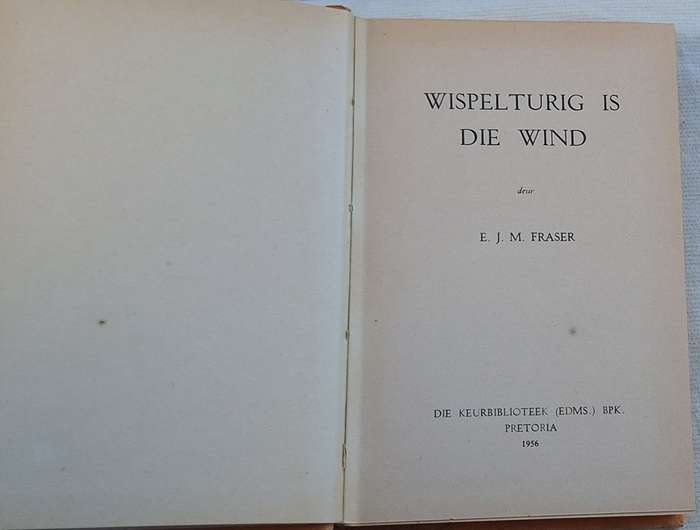 WISPELTURIG IS
DIE WIND
deur
E. J. M. FRASER
DIE KEURBIBLIOTEEK (EDMS.) BPK.
PRETORIA
1956